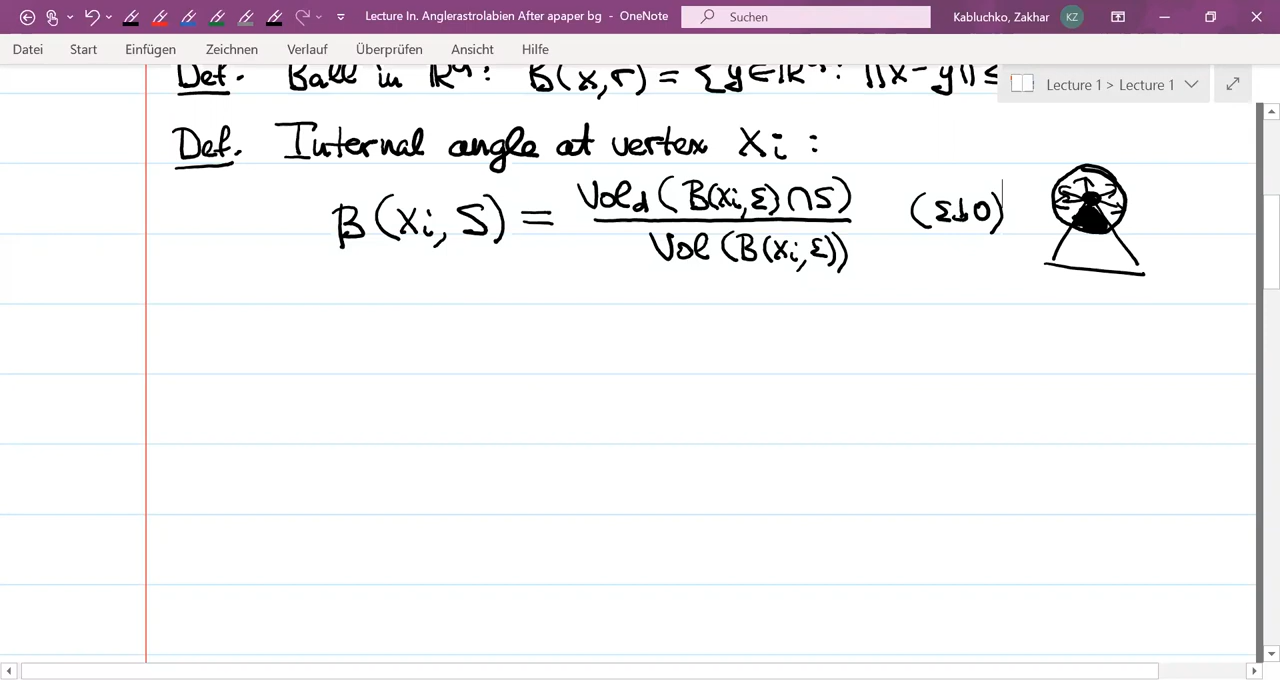 Lecture In. Anglerastrolabien After apaper bg - OneNote
Suchen
Kabluchko, Zakhar KZ
Datei Start Einfügen Zeichnen Verlauf Überprüfen Ansicht Hilfe
Lecture 1 > Lecture 1
Def. Ball in ℝⁿ: B(x,r) = {y∈ℝⁿ: ||x-y|| ≤
Def. Internal angle at vertex Xi :
β(Xi, S) = Vol_d(B(Xi,ε)∩S) / Vol(B(Xi,ε)) (ε↓0)
ε